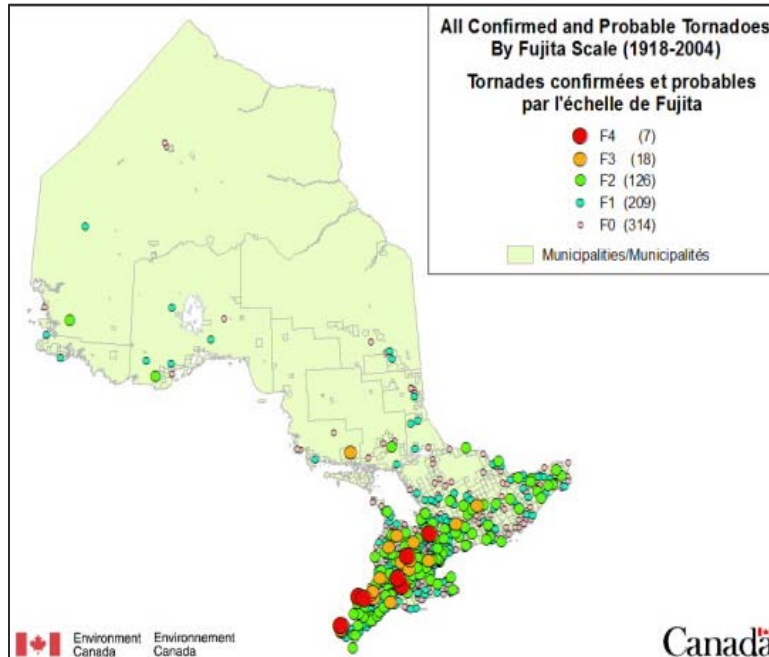 All Confirmed and Probable Tornadoes
By Fujita Scale (1918-2004)
Tornades confirmées et probables
par l'échelle de Fujita
F4 (7)
F3 (18)
F2 (126)
F1 (209)
F0 (314)
Municipalities/Municipalités
Environment Canada
Environnement Canada
Canada